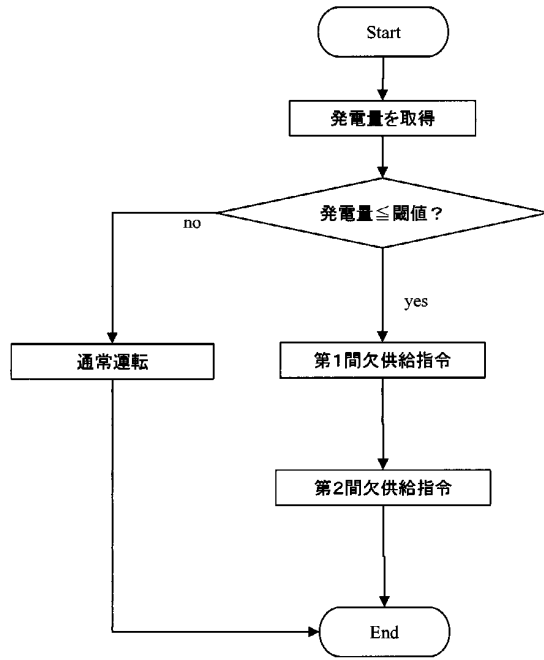 Start
発電量を取得
発電量≦閾値？
no
yes
通常運転
第1間欠供給指令
第2間欠供給指令
End